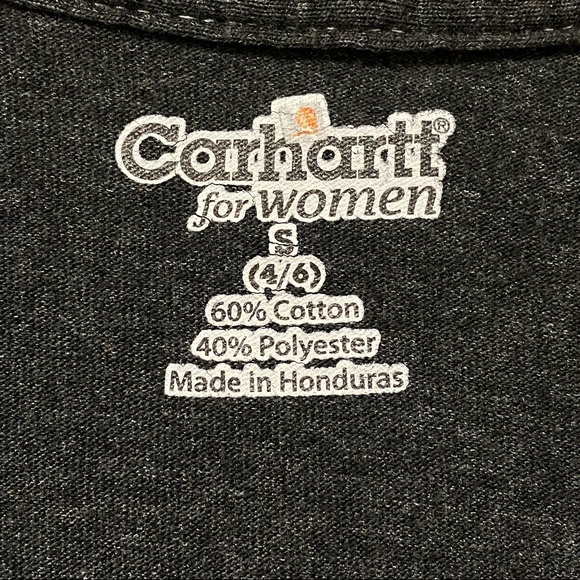 Carhartt®
for women
S
(4/6)
60% Cotton
40% Polyester
Made in Honduras